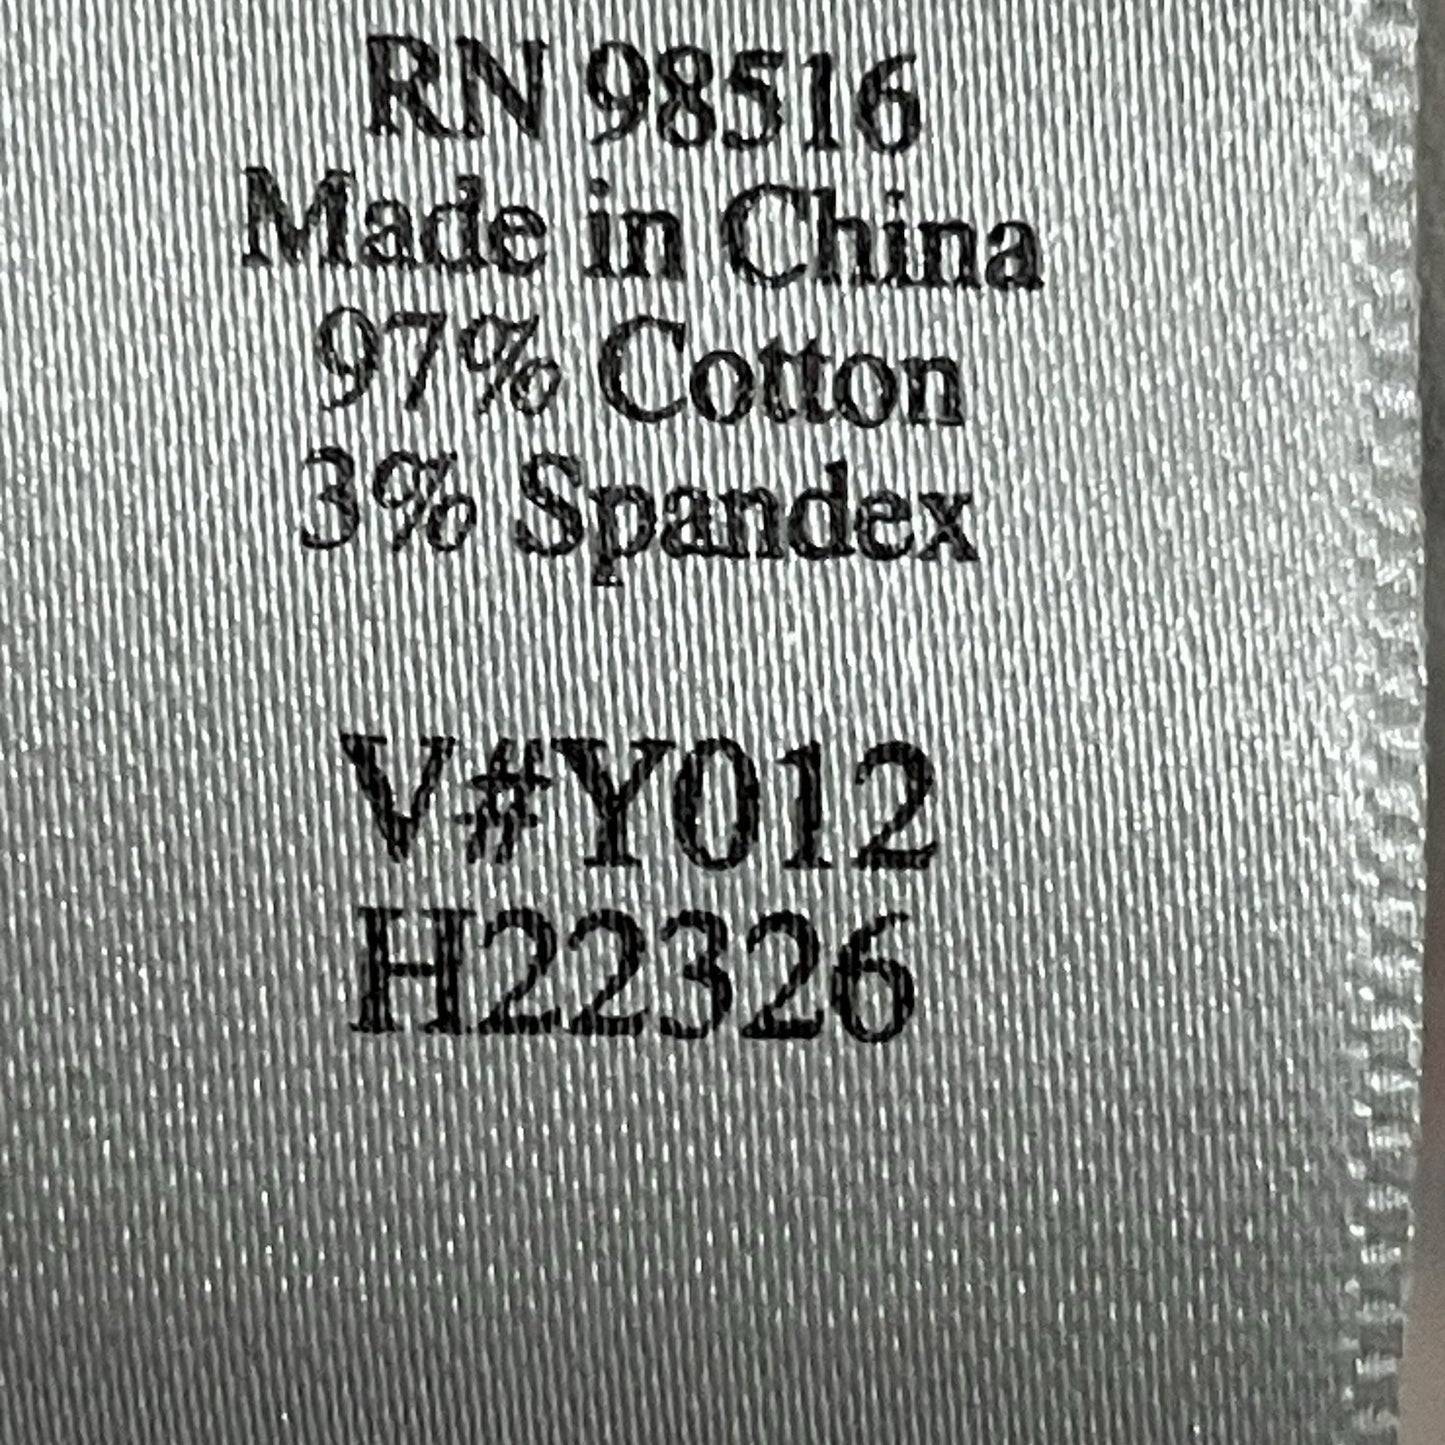 RN 98516
Made in China
97% Cotton
3% Spandex
V#Y012
H22326